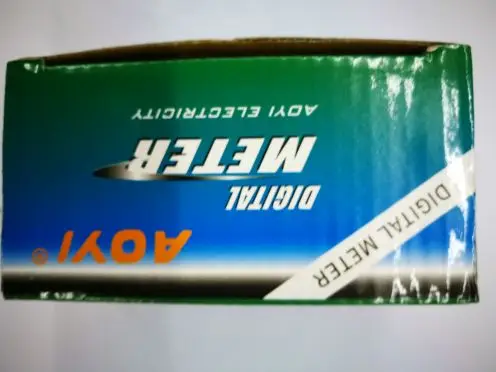 AOYI®
DIGITAL
METER
AOYI ELECTRICITY
DIGITAL METER